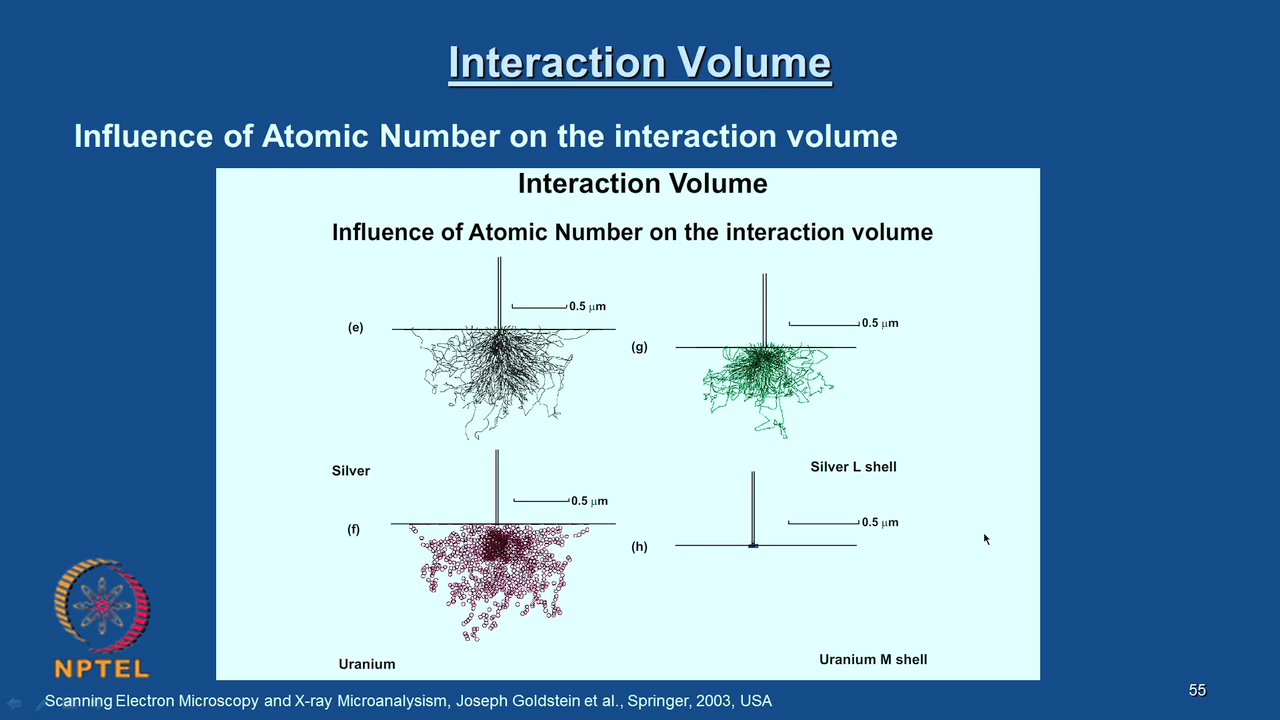 Interaction Volume
Influence of Atomic Number on the interaction volume
Interaction Volume
Influence of Atomic Number on the interaction volume
(e)
0.5 μm
(g)
0.5 μm
Silver
Silver L shell
(f)
0.5 μm
(h)
0.5 μm
Uranium
Uranium M shell
NPTEL
Scanning Electron Microscopy and X-ray Microanalysism, Joseph Goldstein et al., Springer, 2003, USA
55